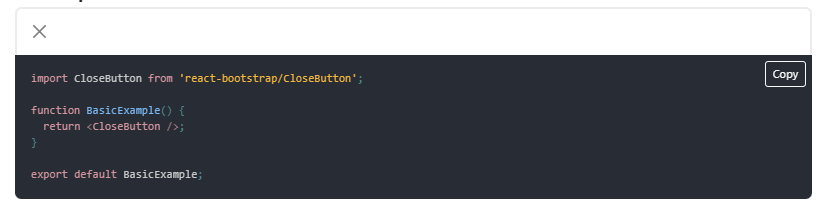 import CloseButton from 'react-bootstrap/CloseButton';
Copy
function BasicExample() {
  return <CloseButton />;
}
export default BasicExample;